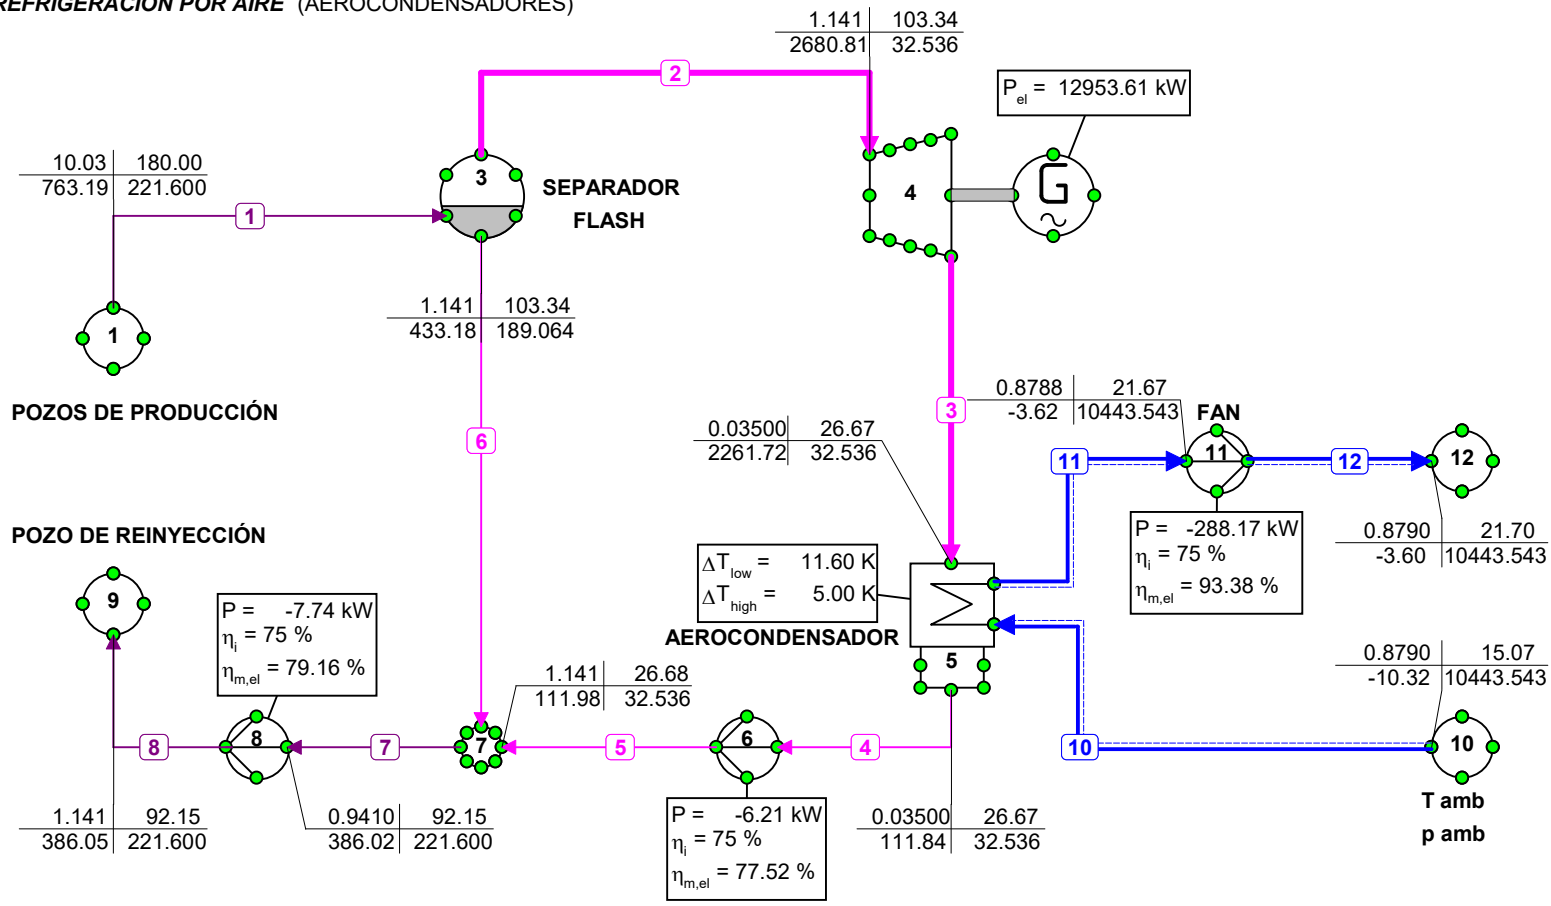 REFRIGERACIÓN POR AIRE (AEROCONDENSADORES)
1.141 103.34
2680.81 32.536
2
P el = 12953.61 kW
10.03 180.00
763.19 221.600
3
SEPARADOR
FLASH
4
G
1
1.141 103.34
433.18 189.064
1
POZOS DE PRODUCCIÓN
0.8788 21.67
-3.62 10443.543
FAN
3
0.03500 26.67
2261.72 32.536
6
11
11
12
12
0.8790 21.70
-3.60 10443.543
P = -288.17 kW
ηi = 75 %
ηm,el = 93.38 %
POZO DE REINYECCIÓN
9
ΔT low = 11.60 K
ΔT high = 5.00 K
AEROCONDENSADOR
5
P = -7.74 kW
ηi = 75 %
ηm,el = 79.16 %
1.141 26.68
111.98 32.536
0.8790 15.07
-10.32 10443.543
8
8
7
7
5
6
4
10
10
T amb
p amb
P = -6.21 kW
ηi = 75 %
ηm,el = 77.52 %
1.141 92.15
386.05 221.600
0.9410 92.15
386.02 221.600
0.03500 26.67
111.84 32.536